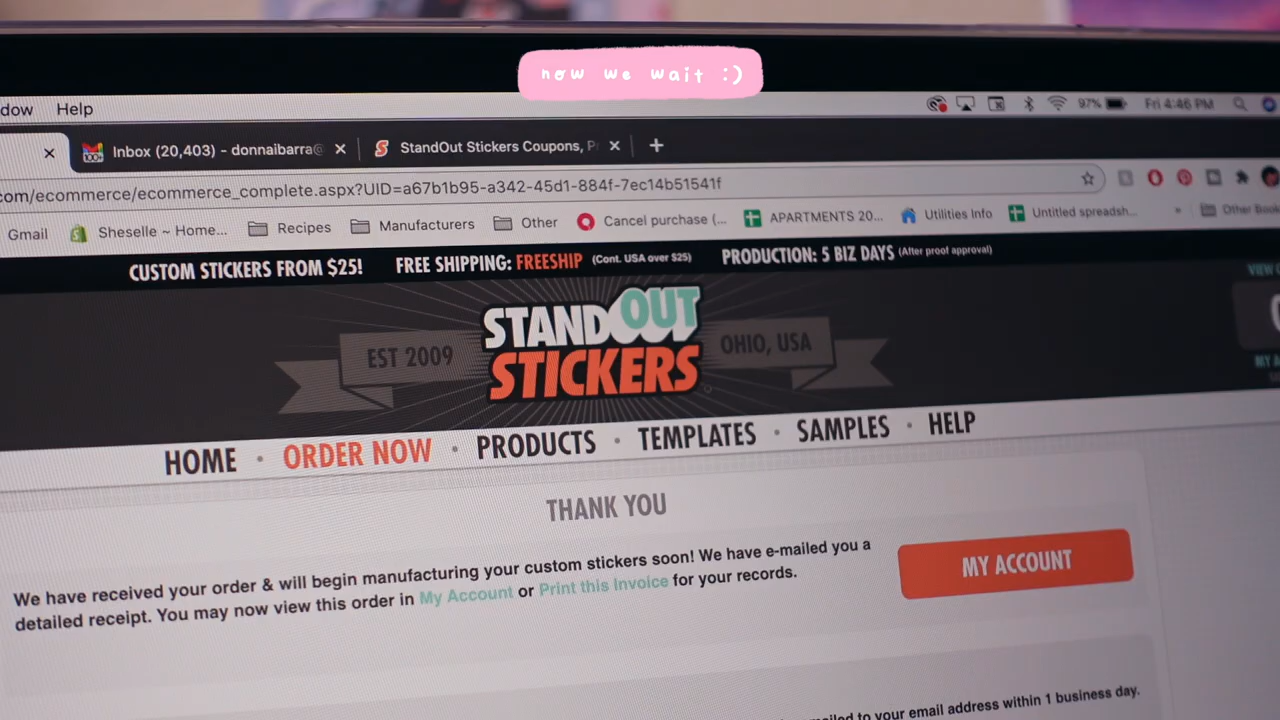 now we wait :)
dow Help 97% Fri 4:46 PM
Inbox (20,403) - donnaibarra@ StandOut Stickers Coupons, P
com/ecommerce/ecommerce_complete.aspx?UID=a67b1b95-a342-45d1-884f-7ec14b51541f
Gmail Sheselle ~ Home... Recipes Manufacturers Other Cancel purchase (... APARTMENTS 20... Utilities Info Untitled spreadsh... » Other Book
CUSTOM STICKERS FROM $25! FREE SHIPPING: FREESHIP (Cont. USA over $25) PRODUCTION: 5 BIZ DAYS (After proof approval)
EST 2009 STANDOUT STICKERS OHIO, USA
HOME • ORDER NOW • PRODUCTS • TEMPLATES • SAMPLES • HELP
THANK YOU
We have received your order & will begin manufacturing your custom stickers soon! We have e-mailed you a
detailed receipt. You may now view this order in My Account or Print this Invoice for your records.
MY ACCOUNT
to your email address within 1 business day.